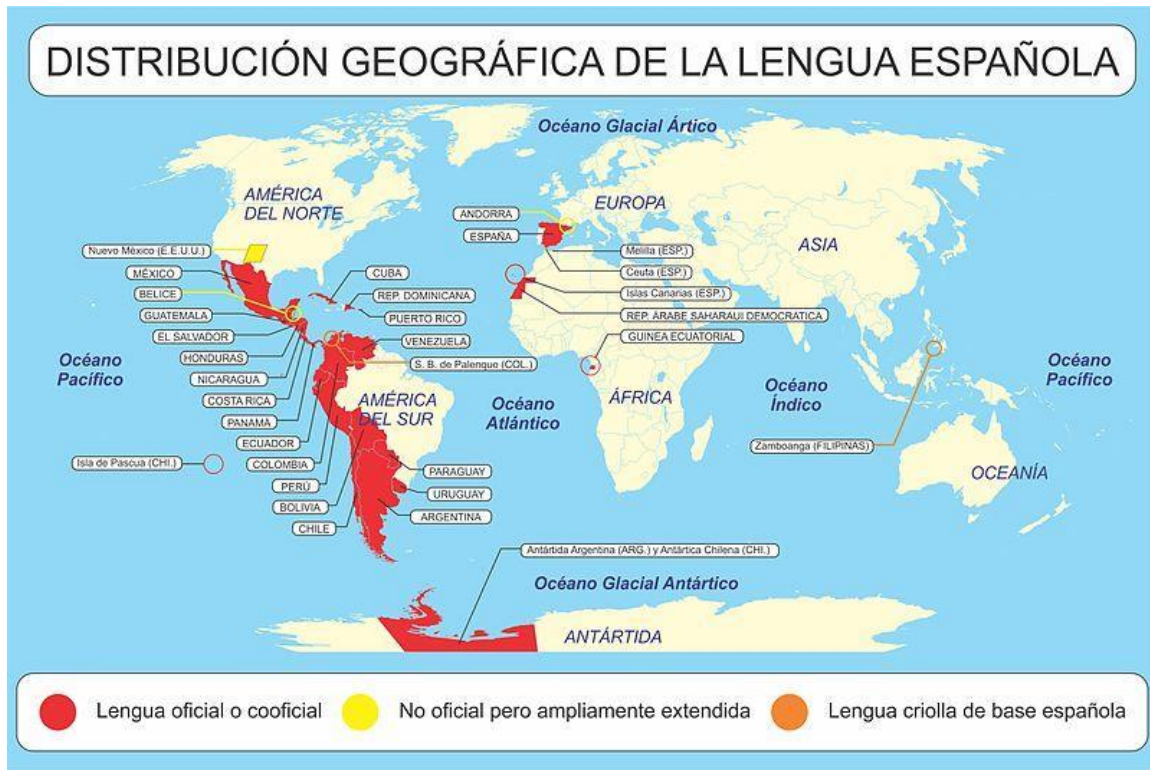 DISTRIBUCIÓN GEOGRÁFICA DE LA LENGUA ESPAÑOLA
Océano Glacial Ártico
AMÉRICA
DEL NORTE
EUROPA
ASIA
ANDORRA
ESPAÑA
Nuevo México (E.E.U.U.)
MÉXICO
BELICE
GUATEMALA
EL SALVADOR
HONDURAS
NICARAGUA
COSTA RICA
PANAMÁ
ECUADOR
COLOMBIA
PERÚ
BOLIVIA
CHILE
CUBA
REP. DOMINICANA
PUERTO RICO
VENEZUELA
S. B. de Palenque (COL.)
Melilla (ESP.)
Ceuta (ESP.)
Islas Canarias (ESP.)
REP. ÁRABE SAHARAUI DEMOCRATICA
GUINEA ECUATORIAL
Océano
Pacífico
AMÉRICA
DEL SUR
Océano
Atlántico
ÁFRICA
Océano
Índico
Océano
Pacífico
Zamboanga (FILIPINAS)
OCEANÍA
Isla de Pascua (CHI.)
PARAGUAY
URUGUAY
ARGENTINA
Antártida Argentina (ARG.) y Antártica Chilena (CHI.)
Océano Glacial Antártico
ANTÁRTIDA
Lengua oficial o cooficial
No oficial pero ampliamente extendida
Lengua criolla de base española